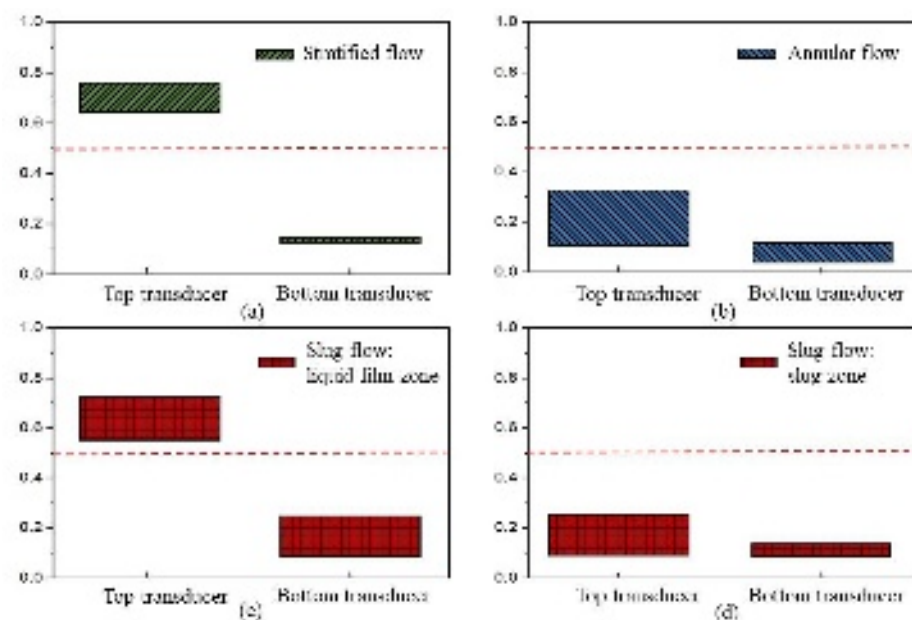 1.0
0.8
0.6
0.4
0.2
0.0
Stratified flow
Top transducer
Bottom transducer
(a)
1.0
0.8
0.6
0.4
0.2
0.0
Annular flow
Top transducer
Bottom transducer
(b)
1.0
0.8
0.6
0.4
0.2
0.0
Slug flow:
liquid film zone
Top transducer
Bottom transducer
(c)
1.0
0.8
0.6
0.4
0.2
0.0
Slug flow:
slug zone
Top transducer
Bottom transducer
(d)